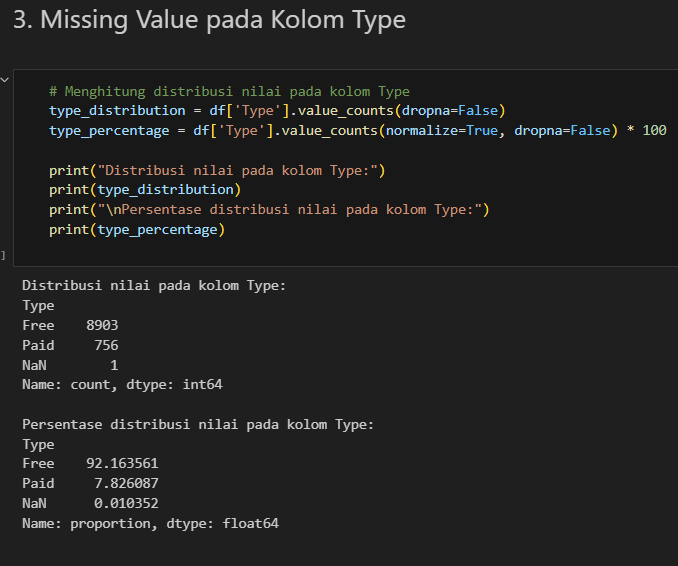 3. Missing Value pada Kolom Type
# Menghitung distribusi nilai pada kolom Type
type_distribution = df['Type'].value_counts(dropna=False)
type_percentage = df['Type'].value_counts(normalize=True, dropna=False) * 100
print("Distribusi nilai pada kolom Type:")
print(type_distribution)
print("\nPersentase distribusi nilai pada kolom Type:")
print(type_percentage)
]
Distribusi nilai pada kolom Type:
Type
Free    8903
Paid     756
NaN        1
Name: count, dtype: int64
Persentase distribusi nilai pada kolom Type:
Type
Free    92.163561
Paid     7.826087
NaN      0.010352
Name: proportion, dtype: float64